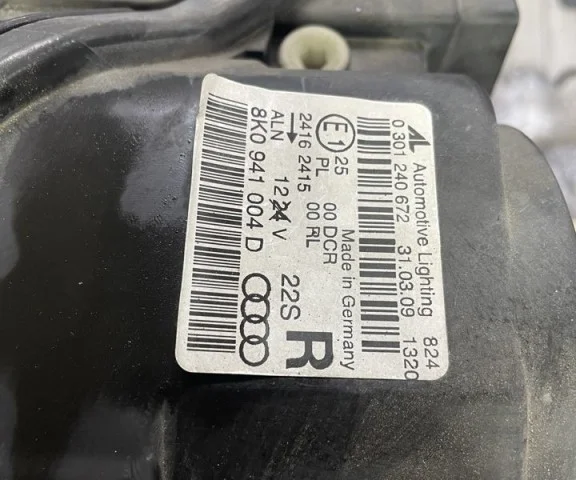 AL Automotive Lighting 824
0 301 240 672 31.03.09 1320
Made in Germany
E1 25 00 DCR
PL 00 RL
2416 2415
R
→
ALN 1224 V 22S
8K0 941 004 D